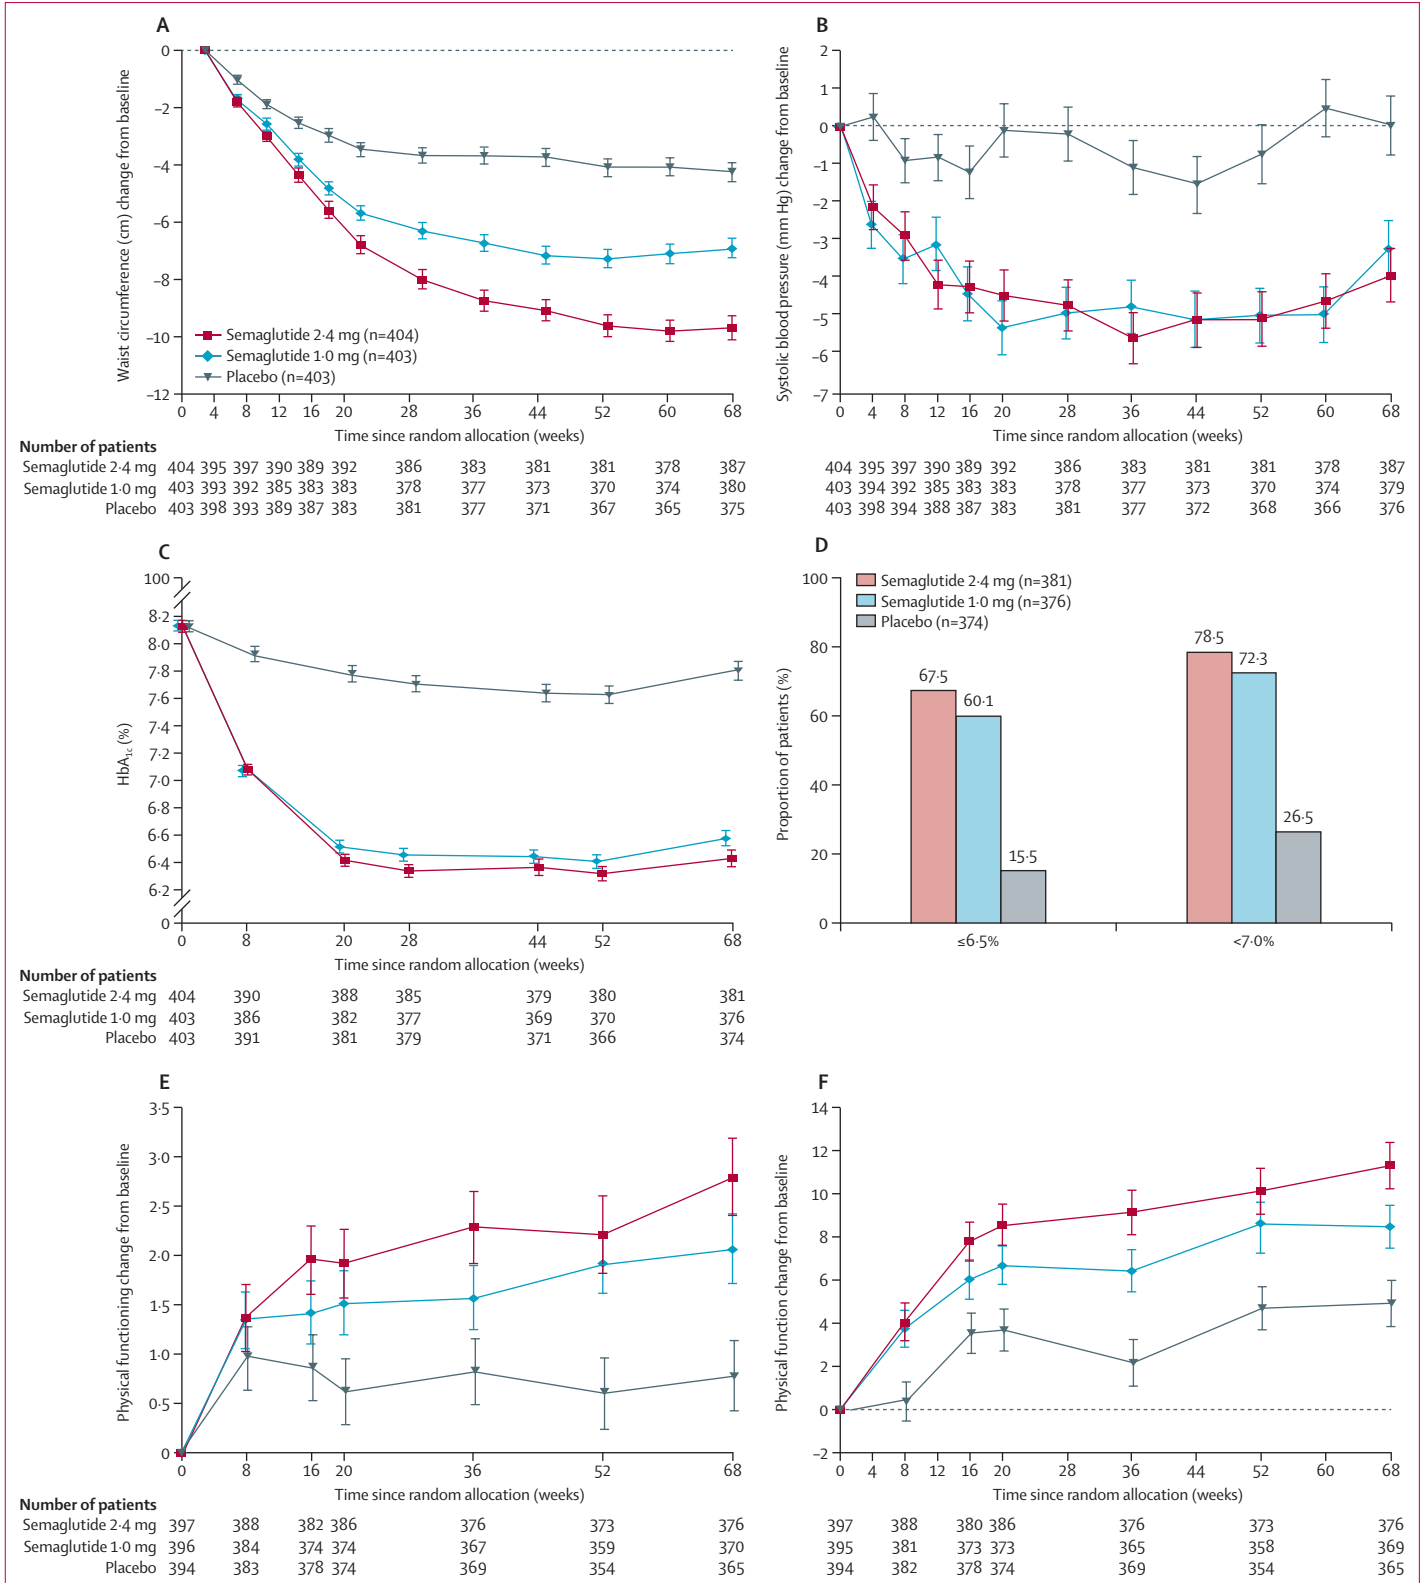 A
Waist circumference (cm) change from baseline
0
–2
–4
–6
–8
–10
–12
Semaglutide 2·4 mg (n=404)
Semaglutide 1·0 mg (n=403)
Placebo (n=403)
0 4 8 12 16 20 28 36 44 52 60 68
Time since random allocation (weeks)
Number of patients
Semaglutide 2·4 mg 404 395 397 390 389 392 386 383 381 381 378 387
Semaglutide 1·0 mg 403 393 392 385 383 383 378 377 373 370 374 380
Placebo 403 398 393 389 387 383 381 377 371 367 365 375
B
Systolic blood pressure (mm Hg) change from baseline
2
1
0
–1
–2
–3
–4
–5
–6
–7
0 4 8 12 16 20 28 36 44 52 60 68
Time since random allocation (weeks)
404 395 397 390 389 392 386 383 381 381 378 387
403 394 392 385 383 383 378 377 373 370 374 379
403 398 394 388 387 383 381 377 372 368 366 376
C
HbA1c (%)
100
8·2
8·0
7·8
7·6
7·4
7·2
7·0
6·8
6·6
6·4
6·2
0
0 8 20 28 44 52 68
Time since random allocation (weeks)
Number of patients
Semaglutide 2·4 mg 404 390 388 385 379 380 381
Semaglutide 1·0 mg 403 386 382 377 369 370 376
Placebo 403 391 381 379 371 366 374
D
Proportion of patients (%)
100
80
60
40
20
0
Semaglutide 2·4 mg (n=381)
Semaglutide 1·0 mg (n=376)
Placebo (n=374)
67·5
60·1
15·5
78·5
72·3
26·5
≤6·5% <7·0%
E
Physical functioning change from baseline
3·5
3·0
2·5
2·0
1·5
1·0
0·5
0
0 8 16 20 36 52 68
Time since random allocation (weeks)
Number of patients
Semaglutide 2·4 mg 397 388 382 386 376 373 376
Semaglutide 1·0 mg 396 384 374 374 367 359 370
Placebo 394 383 378 374 369 354 365
F
Physical function change from baseline
14
12
10
8
6
4
2
0
–2
0 4 8 12 16 20 28 36 44 52 60 68
Time since random allocation (weeks)
397 388 380 386 376 373 376
395 381 373 373 365 358 369
394 382 378 374 369 354 365